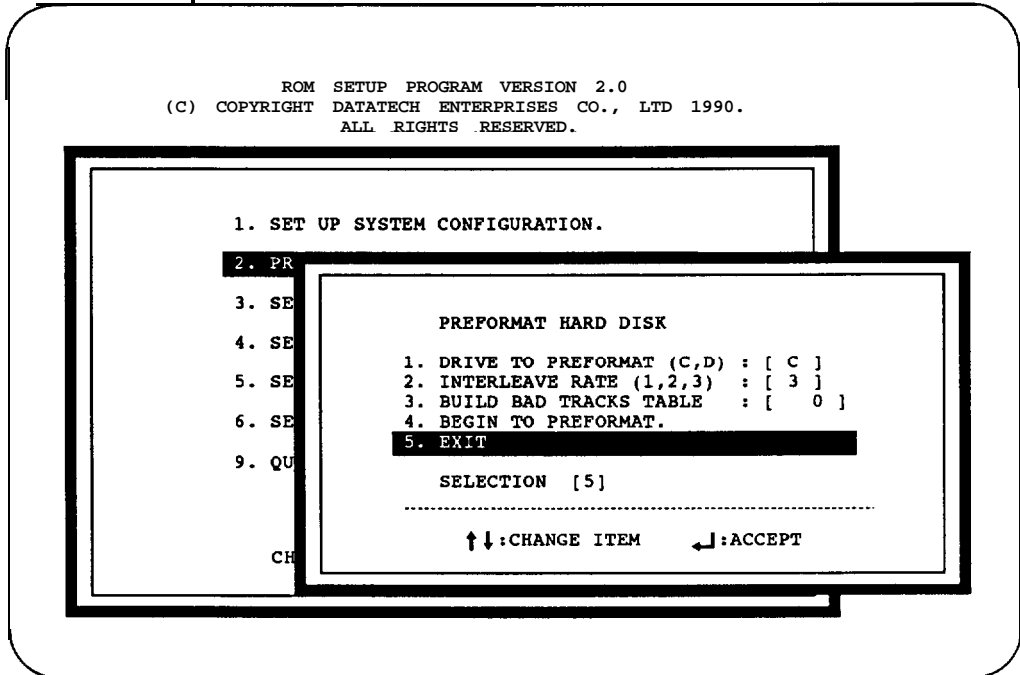 ROM SETUP PROGRAM VERSION 2.0
(C) COPYRIGHT DATATECH ENTERPRISES CO., LTD 1990.
ALL RIGHTS RESERVED.
1. SET UP SYSTEM CONFIGURATION.
2. PR
3. SE
4. SE
5. SE
6. SE
9. QU
CH
PREFORMAT HARD DISK
1. DRIVE TO PREFORMAT (C,D) : [ C ]
2. INTERLEAVE RATE (1,2,3) : [ 3 ]
3. BUILD BAD TRACKS TABLE : [ 0 ]
4. BEGIN TO PREFORMAT.
5. EXIT
SELECTION [5]
↑↓:CHANGE ITEM ↵:ACCEPT